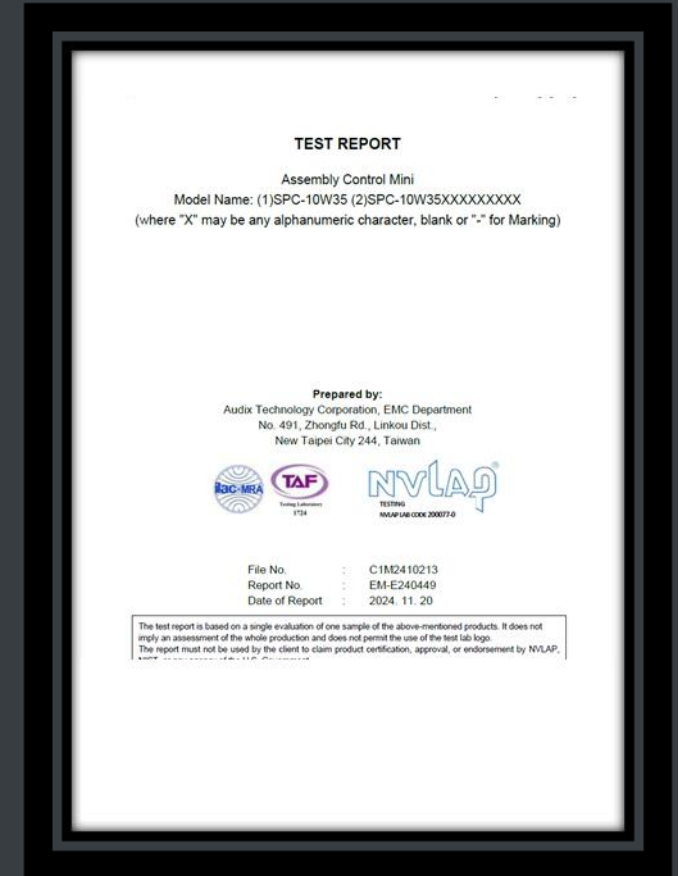 TEST REPORT
Assembly Control Mini
Model Name: (1)SPC-10W35 (2)SPC-10W35XXXXXXXXX
(where "X" may be any alphanumeric character, blank or "-" for Marking)
Prepared by:
Audix Technology Corporation, EMC Department
No. 491, Zhongfu Rd., Linkou Dist.,
New Taipei City 244, Taiwan
ilac-MRA
TAF
Testing Laboratory
1724
NVLAP®
TESTING
NVLAP LAB CODE 200077-0
File No. : C1M2410213
Report No. : EM-E240449
Date of Report : 2024. 11. 20
The test report is based on a single evaluation of one sample of the above-mentioned products. It does not
imply an assessment of the whole production and does not permit the use of the test lab logo.
The report must not be used by the client to claim product certification, approval, or endorsement by NVLAP,